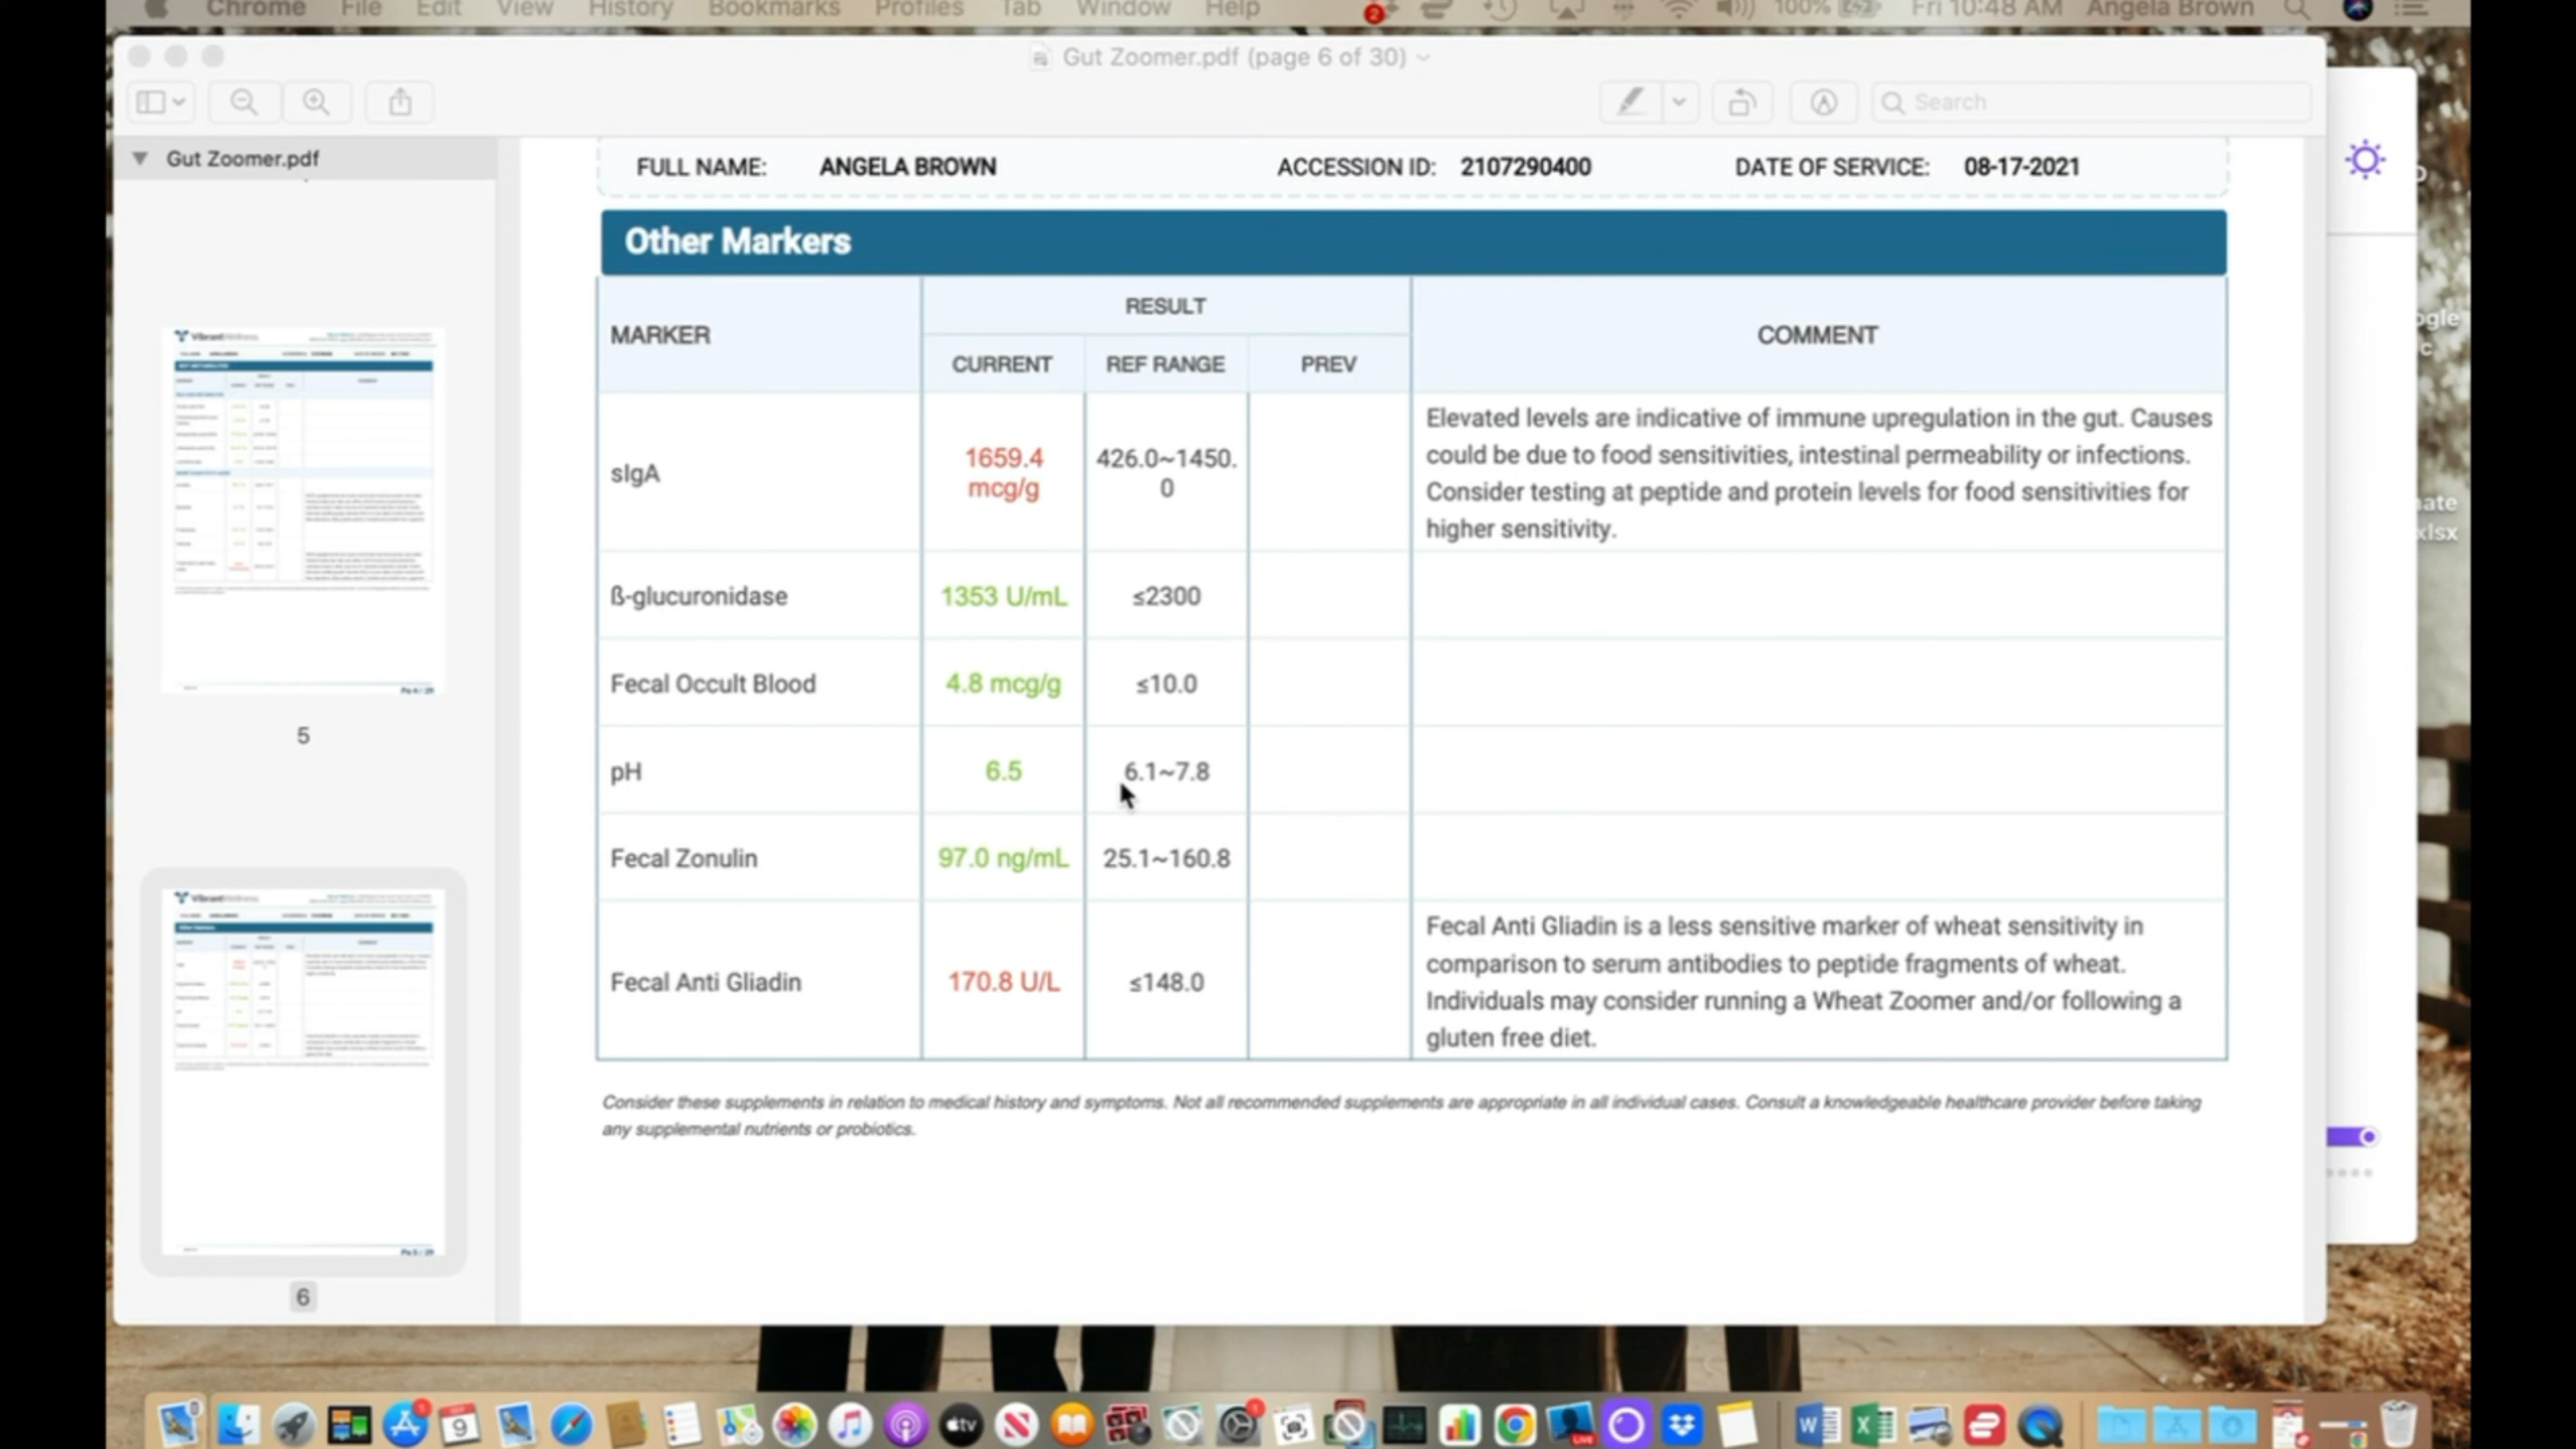 Chrome File Edit View History Bookmarks Profiles Tab Window Help 2 100% Fri 10:48 AM Angela Brown
Gut Zoomer.pdf (page 6 of 30)
Search
Gut Zoomer.pdf
5
6
FULL NAME: ANGELA BROWN ACCESSION ID: 2107290400 DATE OF SERVICE: 08-17-2021
Other Markers
MARKER RESULT COMMENT
CURRENT REF RANGE PREV
sIgA 1659.4 mcg/g 426.0~1450.0
Elevated levels are indicative of immune upregulation in the gut. Causes
could be due to food sensitivities, intestinal permeability or infections.
Consider testing at peptide and protein levels for food sensitivities for
higher sensitivity.
ß-glucuronidase 1353 U/mL ≤2300
Fecal Occult Blood 4.8 mcg/g ≤10.0
pH 6.5 6.1~7.8
Fecal Zonulin 97.0 ng/mL 25.1~160.8
Fecal Anti Gliadin 170.8 U/L ≤148.0
Fecal Anti Gliadin is a less sensitive marker of wheat sensitivity in
comparison to serum antibodies to peptide fragments of wheat.
Individuals may consider running a Wheat Zoomer and/or following a
gluten free diet.
Consider these supplements in relation to medical history and symptoms. Not all recommended supplements are appropriate in all individual cases. Consult a knowledgeable healthcare provider before taking
any supplemental nutrients or probiotics.
ogle
c
nate
xlsx
9
tv
LIVE